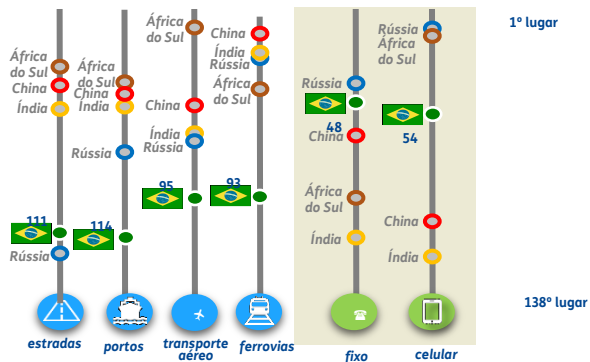 1º lugar
África
do Sul
China
Índia
111
Rússia
estradas
África
do Sul
China
Índia
Rússia
114
portos
África
do Sul
China
Índia
Rússia
95
transporte
aéreo
China
Índia
Rússia
África
do Sul
93
ferrovias
Rússia
48
China
África
do Sul
Índia
fixo
Rússia
África
do Sul
54
China
Índia
celular
138º lugar